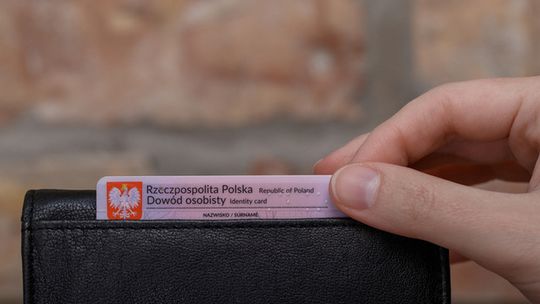 Rzeczpospolita Polska Republic of Poland
Dowód osobisty Identity card
NAZWISKO / SURNAME